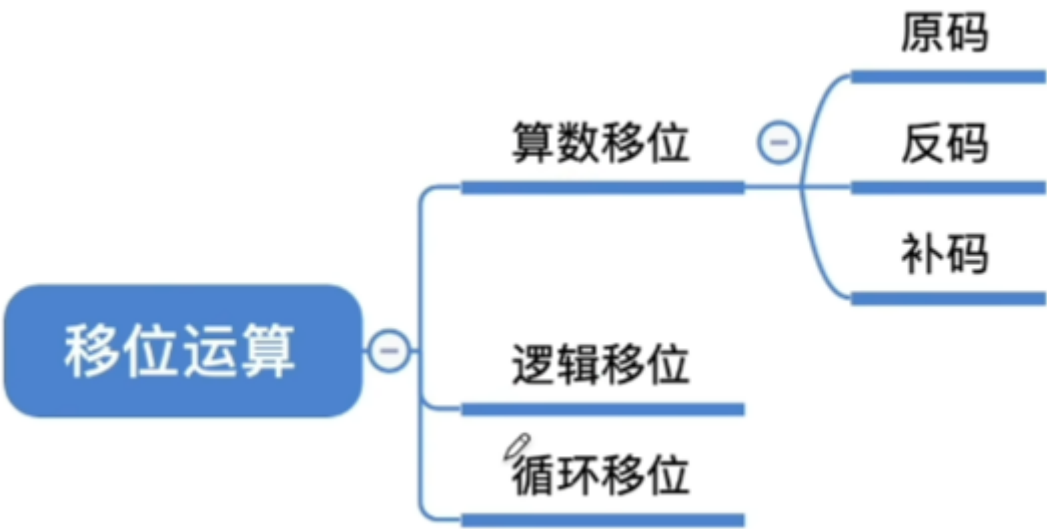 移位运算
算数移位
原码
反码
补码
逻辑移位
循环移位